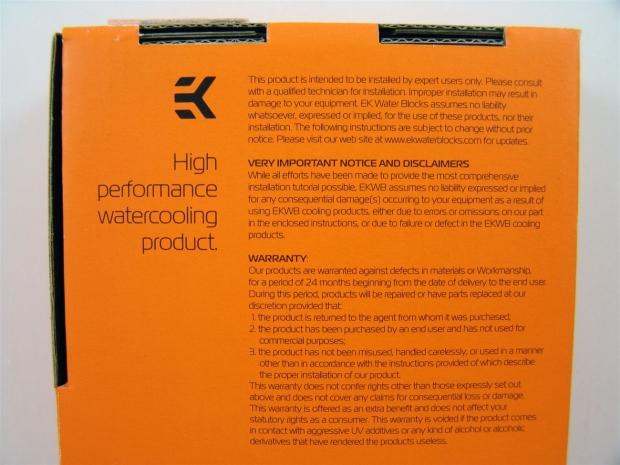 EK
High
performance
watercooling
product.
This product is intended to be installed by expert users only. Please consult
with a qualified technician for installation. Improper installation may result in
damage to your equipment. EK Water Blocks assumes no liability
whatsoever, expressed or implied, for the use of these products, nor their
installation. The following instructions are subject to change without prior
notice. Please visit our web site at www.ekwaterblocks.com for updates.
VERY IMPORTANT NOTICE AND DISCLAIMERS
While all efforts have been made to provide the most comprehensive
installation tutorial possible, EKWB assumes no liability expressed or implied
for any consequential damage(s) occurring to your equipment as a result of
using EKWB cooling products, either due to errors or omissions on our part
in the enclosed instructions, or due to failure or defect in the EKWB cooling
products.
WARRANTY:
Our products are warranted against defects in materials or Workmanship,
for a period of 24 months beginning from the date of delivery to the end user.
During this period, products will be repaired or have parts replaced at our
discretion provided that:
1. the product is returned to the agent from whom it was purchased;
2. the product has been purchased by an end user and has not used for
commercial purposes;
3. the product has not been misused, handled carelessly, or used in a manner
other than in accordance with the instructions provided of which describe
the proper installation of our product.
This warranty does not confer rights other than those expressly set out
above and does not cover any claims for consequential loss or damage.
This warranty is offered as an extra benefit and does not affect your
statutory rights as a consumer. This warranty is voided if the product comes
in contact with aggressive UV additives or any kind of alcohol or alcoholic
derivatives that have rendered the products useless.